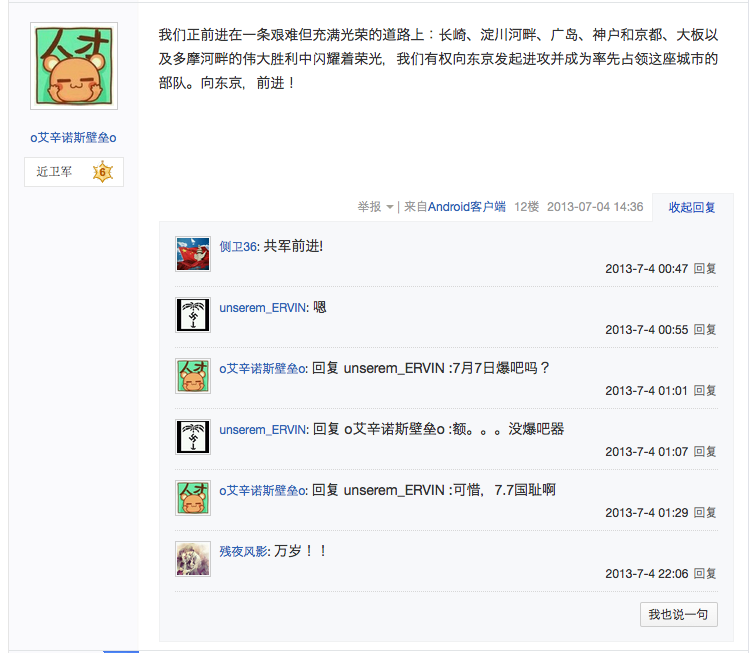 我们正前进在一条艰难但充满光荣的道路上：长崎、淀川河畔、广岛、神户和京都、大板以
及多摩河畔的伟大胜利中闪耀着荣光，我们有权向东京发起进攻并成为率先占领这座城市的
部队。向东京，前进！
人才
o艾辛诺斯壁垒o
近卫军 6
举报 | 来自Android客户端 12楼 2013-07-04 14:36 收起回复
侧卫36: 共军前进!
2013-7-4 00:47 回复
unserem_ERVIN: 嗯
2013-7-4 00:55 回复
人才
o艾辛诺斯壁垒o: 回复 unserem_ERVIN :7月7日爆吧吗？
2013-7-4 01:01 回复
unserem_ERVIN: 回复 o艾辛诺斯壁垒o :额。。。没爆吧器
2013-7-4 01:07 回复
人才
o艾辛诺斯壁垒o: 回复 unserem_ERVIN :可惜，7.7国耻啊
2013-7-4 01:29 回复
残夜风影: 万岁！！
2013-7-4 22:06 回复
我也说一句